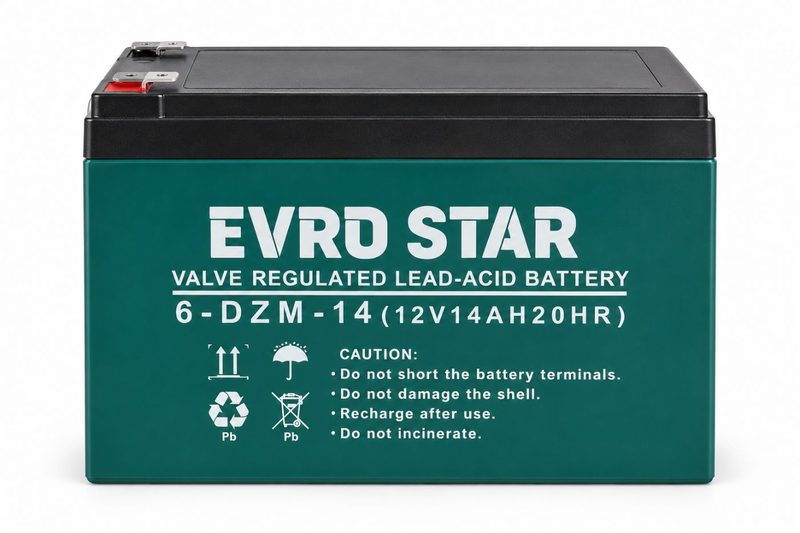 EVRO STAR
VALVE REGULATED LEAD-ACID BATTERY
6-DZM-14 (12V14AH20HR)
CAUTION:
• Do not short the battery terminals.
• Do not damage the shell.
• Recharge after use.
• Do not incinerate.
Pb Pb